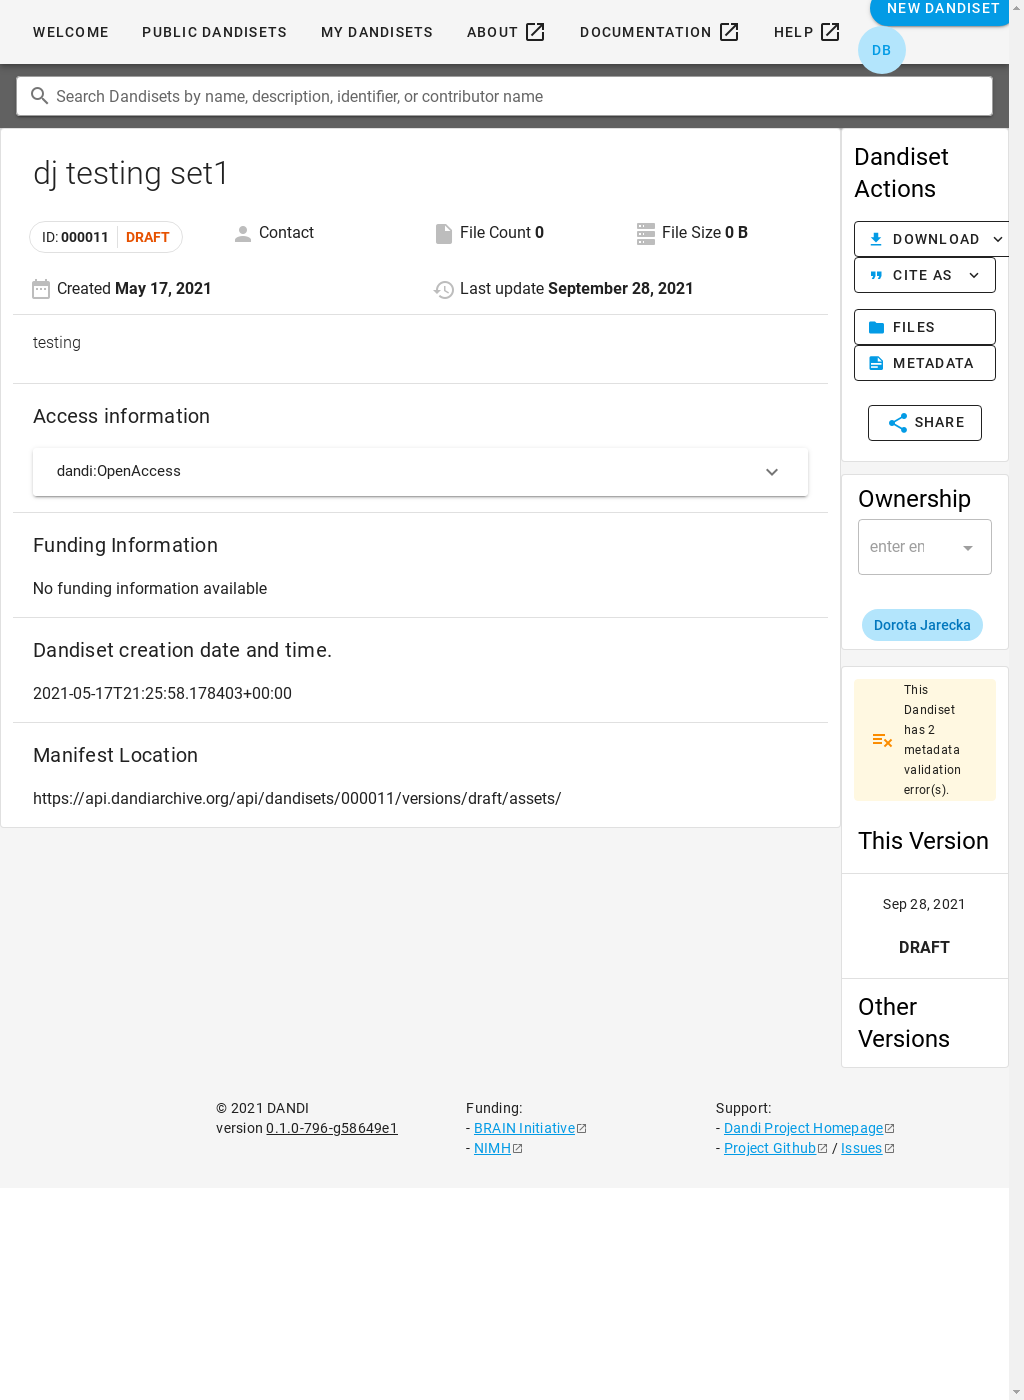 WELCOME PUBLIC DANDISETS MY DANDISETS ABOUT DOCUMENTATION HELP NEW DANDISET
DB
Search Dandisets by name, description, identifier, or contributor name
dj testing set1
ID: 000011 DRAFT Contact File Count 0 File Size 0 B
Created May 17, 2021 Last update September 28, 2021
testing
Access information
dandi:OpenAccess
Funding Information
No funding information available
Dandiset creation date and time.
2021-05-17T21:25:58.178403+00:00
Manifest Location
https://api.dandiarchive.org/api/dandisets/000011/versions/draft/assets/
Dandiset
Actions
DOWNLOAD
CITE AS
FILES
METADATA
SHARE
Ownership
enter en
Dorota Jarecka
This
Dandiset
has 2
metadata
validation
error(s).
This Version
Sep 28, 2021
DRAFT
Other
Versions
© 2021 DANDI
version 0.1.0-796-g58649e1
Funding:
- BRAIN Initiative
- NIMH
Support:
- Dandi Project Homepage
- Project Github / Issues